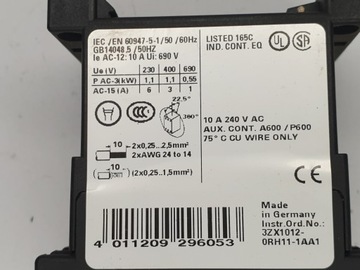 IEC /EN 60947-5-1/50 /60Hz
GB14048.5 /50HZ
Ie AC-12: 10 A Ui: 690 V
Ue (V) 230 400 690
P AC-3(kW) 1,1 1,1 0,55
AC-15 (A) 6 3 1
LISTED 165C
IND. CONT. EQ
UL
22,5°
360°
CCC
10
2x0,25...2,5mm²
2xAWG 24 to 14
10
(2x0,25...1,5mm²)
10 A 240 V AC
AUX. CONT. A600 / P600
75° C CU WIRE ONLY
Made
in Germany
Instr.Ord.No.:
3ZX1012-
0RH11-1AA1
4 011209 296053